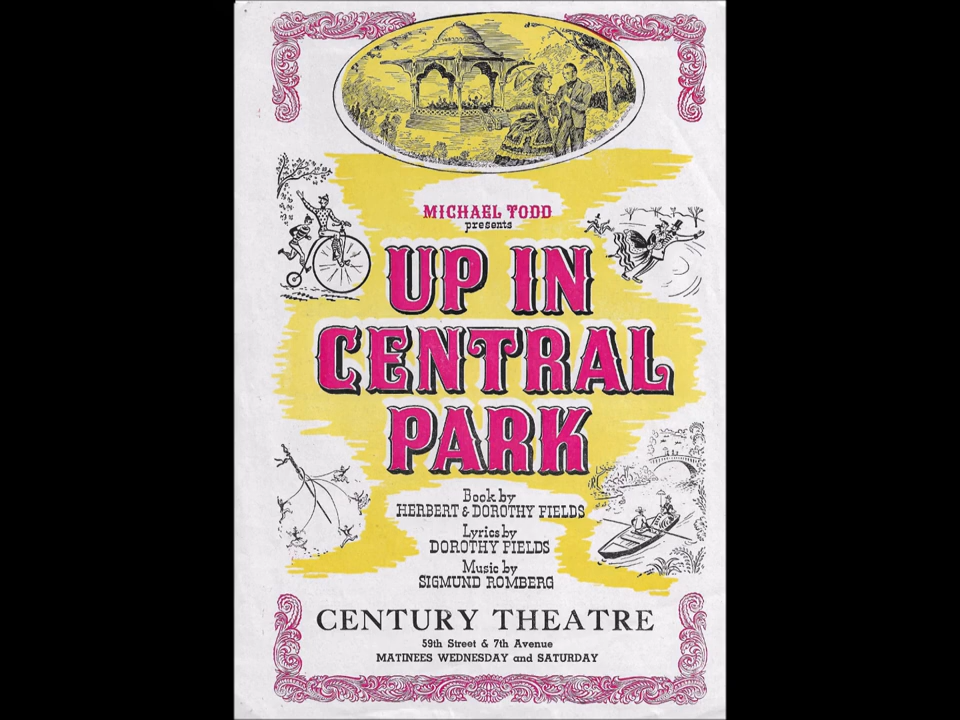 MICHAEL TODD
presents
UP IN
CENTRAL
PARK
Book by
HERBERT & DOROTHY FIELDS
Lyrics by
DOROTHY FIELDS
Music by
SIGMUND ROMBERG
CENTURY THEATRE
59th Street & 7th Avenue
MATINEES WEDNESDAY and SATURDAY